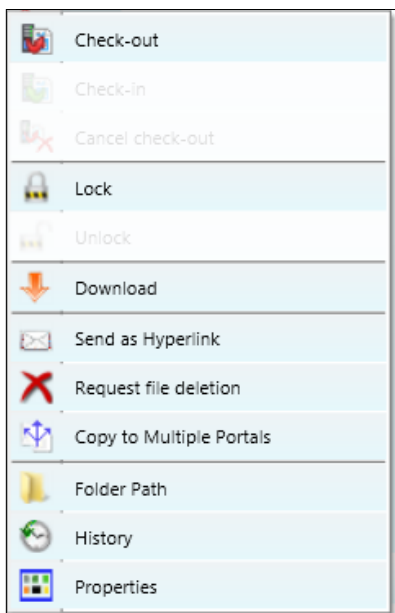 Check-out
Check-in
Cancel check-out
Lock
Unlock
Download
Send as Hyperlink
Request file deletion
Copy to Multiple Portals
Folder Path
History
Properties